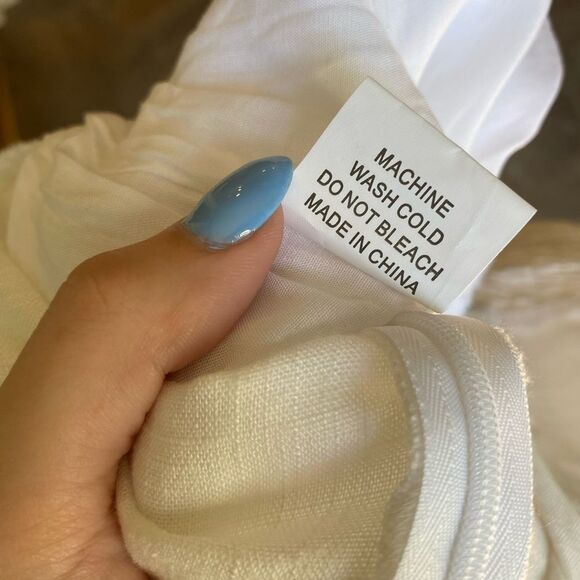 MACHINE
WASH COLD
DO NOT BLEACH
MADE IN CHINA